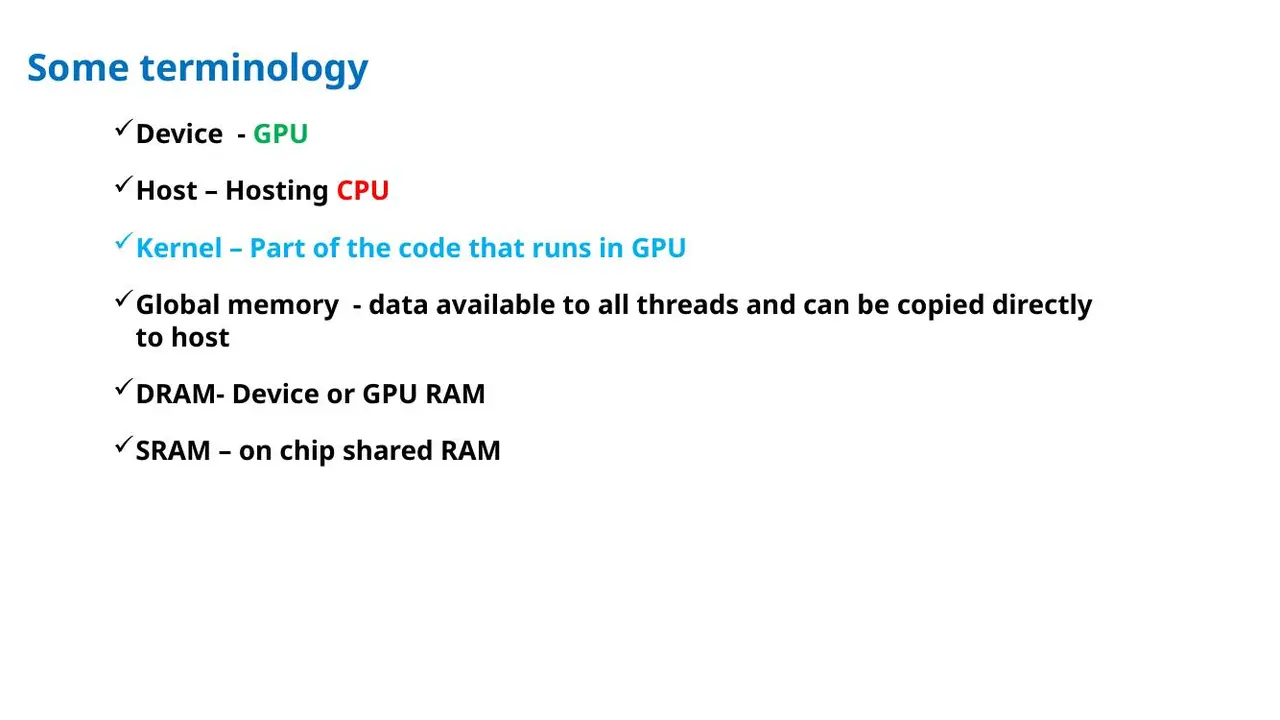 Some terminology
✓Device  - GPU
✓Host – Hosting CPU
✓Kernel – Part of the code that runs in GPU
✓Global memory  - data available to all threads and can be copied directly
to host
✓DRAM- Device or GPU RAM
✓SRAM – on chip shared RAM